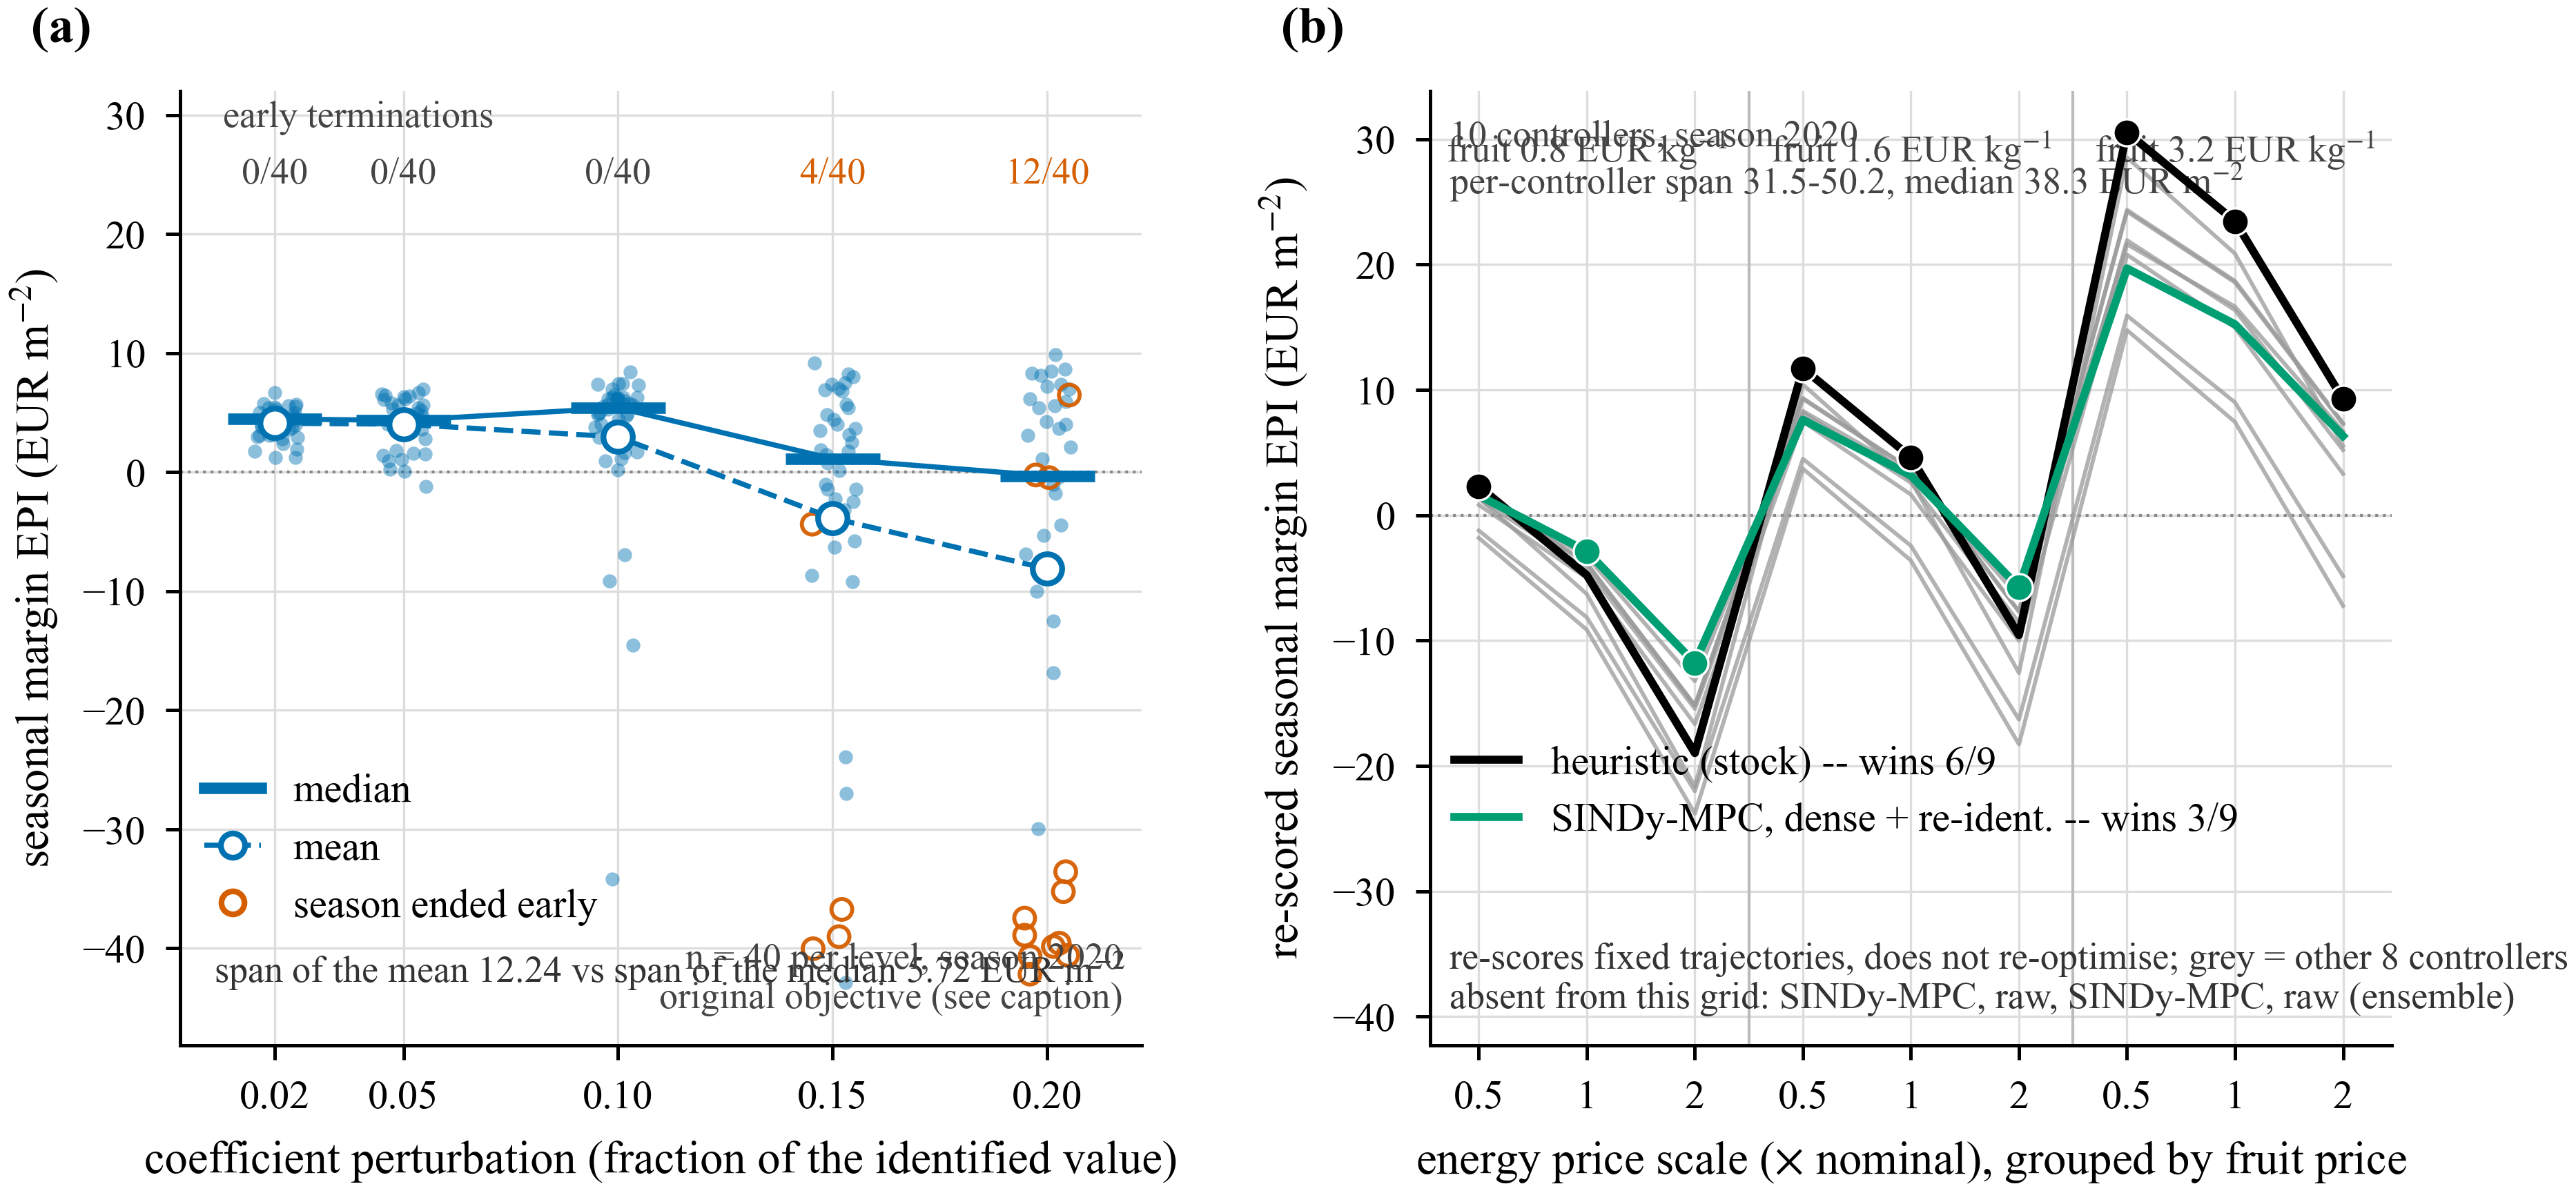 (a)
early terminations
0/40 0/40 0/40 4/40 12/40
30
20
10
0
−10
−20
−30
−40
seasonal margin EPI (EUR m−2)
median
mean
season ended early
n = 40 per level, season 2020
span of the mean 12.24 vs span of the median 5.72 EUR m−2
original objective (see caption)
0.02 0.05 0.10 0.15 0.20
coefficient perturbation (fraction of the identified value)
(b)
10 controllers, season 2020
fruit 0.8 EUR kg−1 fruit 1.6 EUR kg−1 fruit 3.2 EUR kg−1
per-controller span 31.5-50.2, median 38.3 EUR m−2
30
20
10
0
−10
−20
−30
−40
re-scored seasonal margin EPI (EUR m−2)
heuristic (stock) -- wins 6/9
SINDy-MPC, dense + re-ident. -- wins 3/9
re-scores fixed trajectories, does not re-optimise; grey = other 8 controllers
absent from this grid: SINDy-MPC, raw, SINDy-MPC, raw (ensemble)
0.5 1 2 0.5 1 2 0.5 1 2
energy price scale (× nominal), grouped by fruit price